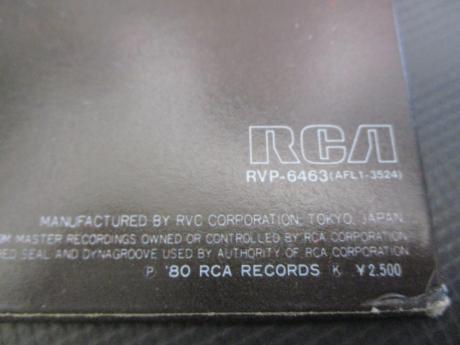 RCA
RVP-6463(AFL1-3524)
MANUFACTURED BY RVC CORPORATION, TOKYO, JAPAN.
MASTER RECORDINGS OWNED OR CONTROLLED BY RCA CORPORATION
SEAL AND DYNAGROOVE USED BY AUTHORITY OF RCA CORPORATION
P. '80 RCA RECORDS K ¥2,500